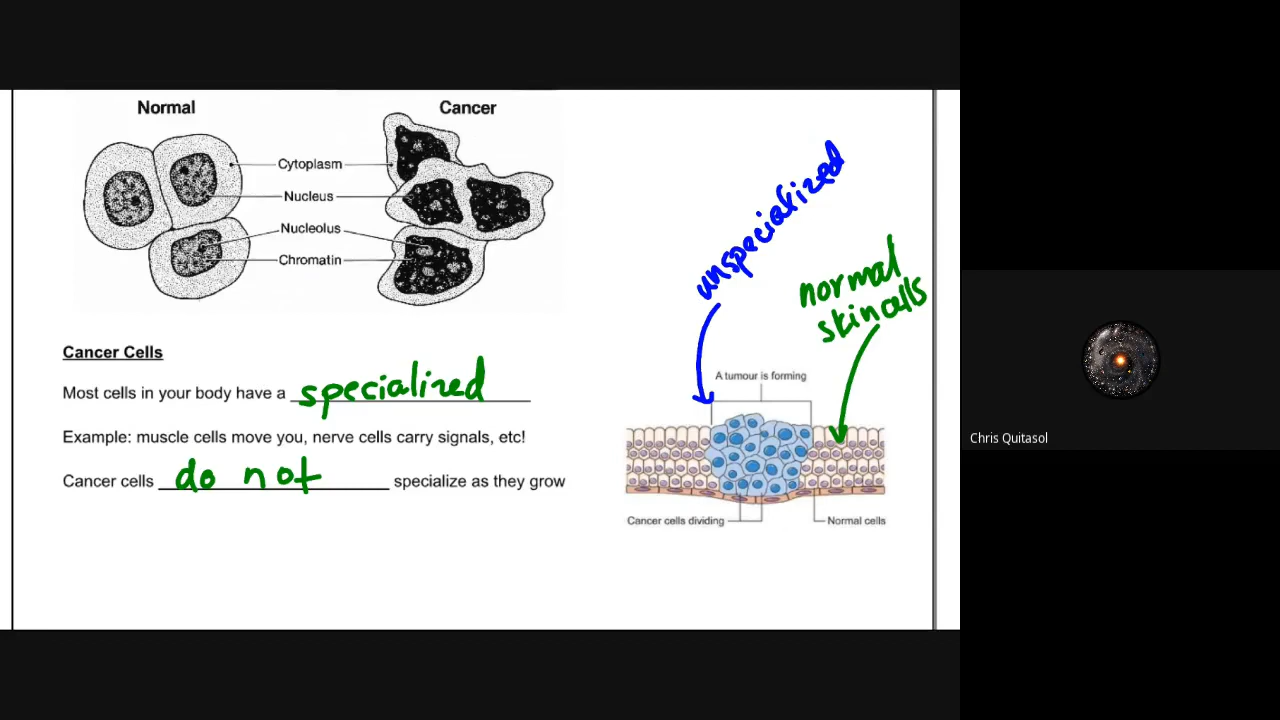 Normal
Cancer
Cytoplasm
Nucleus
Nucleolus
Chromatin
unspecialized
normal
skin cells
Cancer Cells
Most cells in your body have a specialized
Example: muscle cells move you, nerve cells carry signals, etc!
Cancer cells do not specialize as they grow
A tumour is forming
Cancer cells dividing
Normal cells
Chris Quitasol